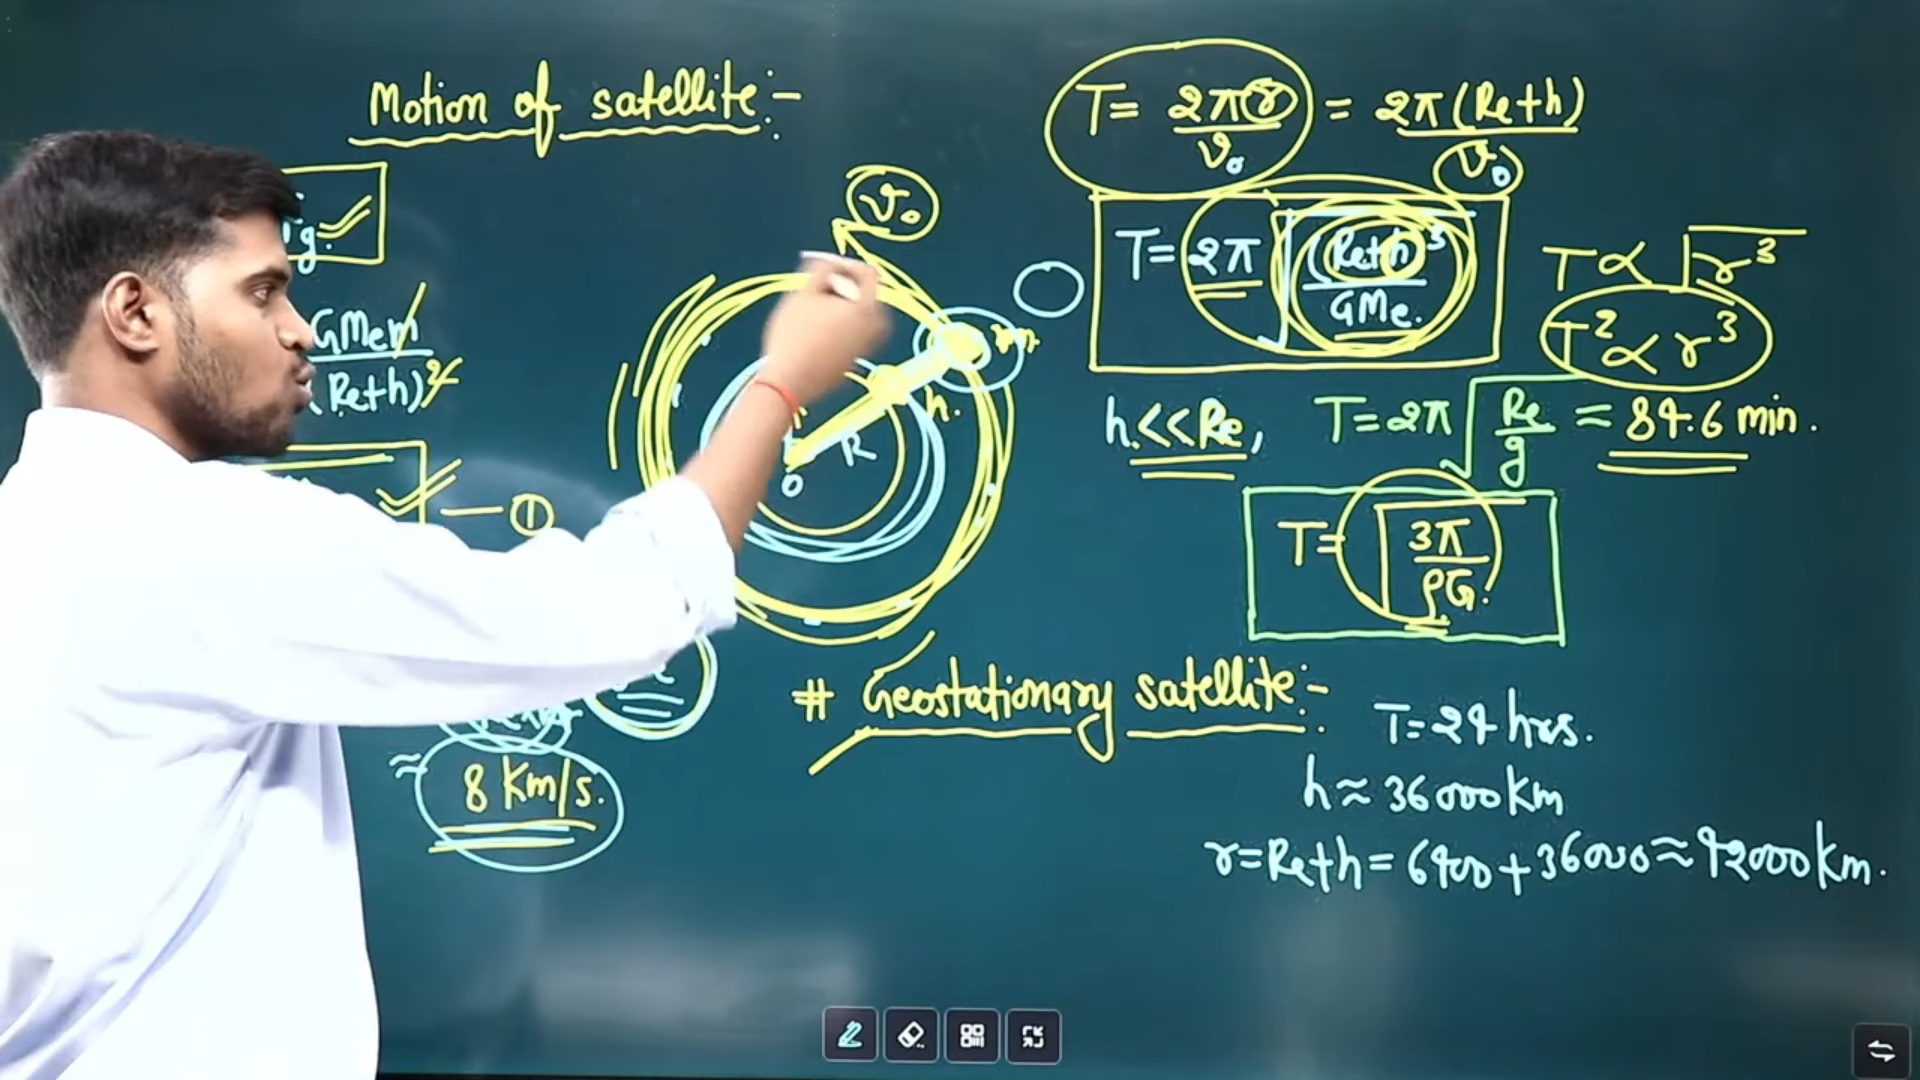 Motion of satellite:-
ig.
GMem
(Re+h)²
— ①
≈ 8 Km/s.
v₀
m
h.
R
O
T = 2πr/v₀ = 2π(Re+h)/v₀
T = 2π√((Re+h)³/GMe.)
T ∝ √r³
T² ∝ r³
h<<Re, T = 2π√(Re/g) = 84.6 min.
T = √(3π/ρG)
# Geostationary satellite:-
T = 24 hrs.
h ≈ 36000 Km
r = Re+h = 6400 + 36000 ≈ 42000 Km.